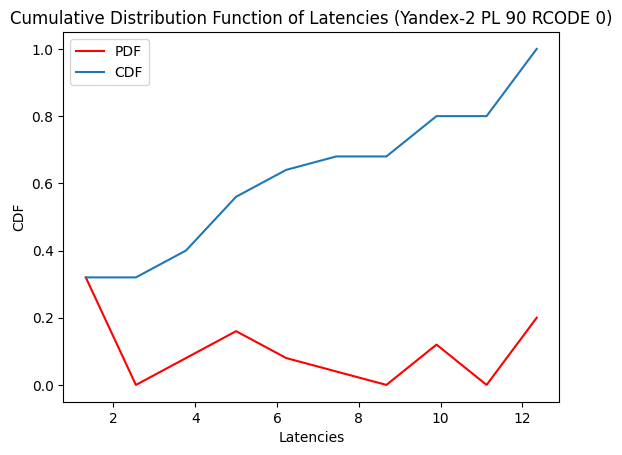 Cumulative Distribution Function of Latencies (Yandex-2 PL 90 RCODE 0)
PDF
CDF
1.0
0.8
0.6
0.4
0.2
0.0
CDF
2 4 6 8 10 12
Latencies